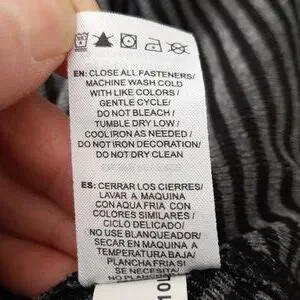 EN: CLOSE ALL FASTENERS/
MACHINE WASH COLD
WITH LIKE COLORS/
GENTLE CYCLE/
DO NOT BLEACH/
TUMBLE DRY LOW/
COOL IRON AS NEEDED/
DO NOT IRON DECORATION/
DO NOT DRY CLEAN
ES: CERRAR LOS CIERRES/
LAVAR A MAQUINA
CON AQUA FRIA CON
COLORES SIMILARES/
CICLO DELICADO/
NO USE BLANQUEADOR/
SECAR EN MAQUINA A
TEMPERATURA BAJA/
PLANCHA FRIA SI
SE NECESITA/